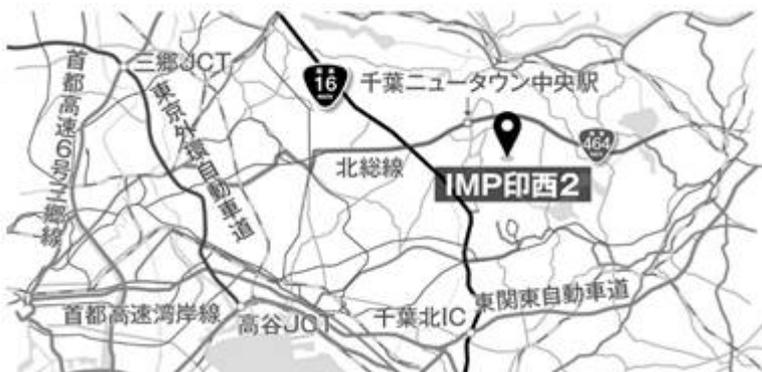 三郷JCT
首都高速6号三郷線
東京外環自動車道
16
千葉ニュータウン中央駅
464
北総線
IMP印西2
首都高速湾岸線
高谷JCT
千葉北IC
東関東自動車道